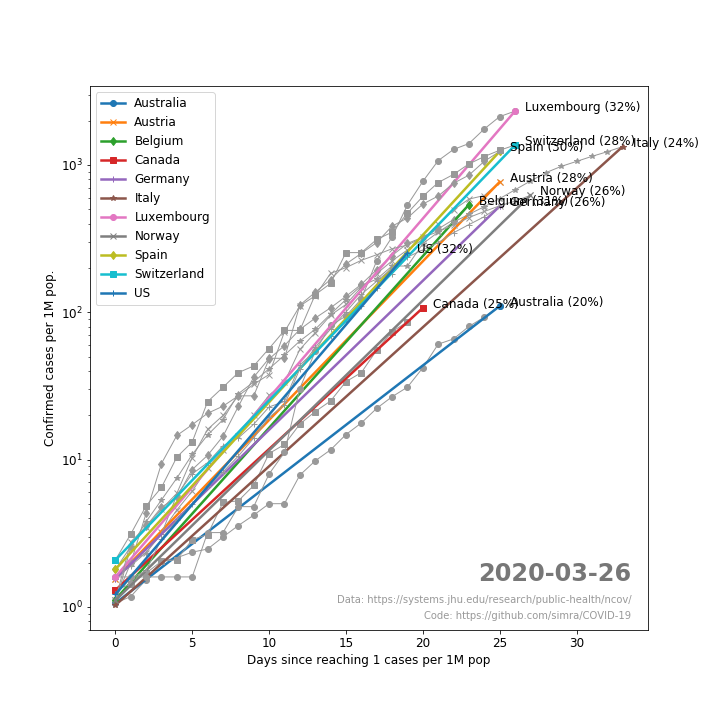 Australia
Austria
Belgium
Canada
Germany
Italy
Luxembourg
Norway
Spain
Switzerland
US
Luxembourg (32%)
Switzerland (28%)
Spain (30%)
Italy (24%)
Austria (28%)
Norway (26%)
Belgium (31%)
Germany (26%)
US (32%)
Canada (25%)
Australia (20%)
Confirmed cases per 1M pop.
10³
10²
10¹
10⁰
2020-03-26
Data: https://systems.jhu.edu/research/public-health/ncov/
Code: https://github.com/simra/COVID-19
0 5 10 15 20 25 30
Days since reaching 1 cases per 1M pop